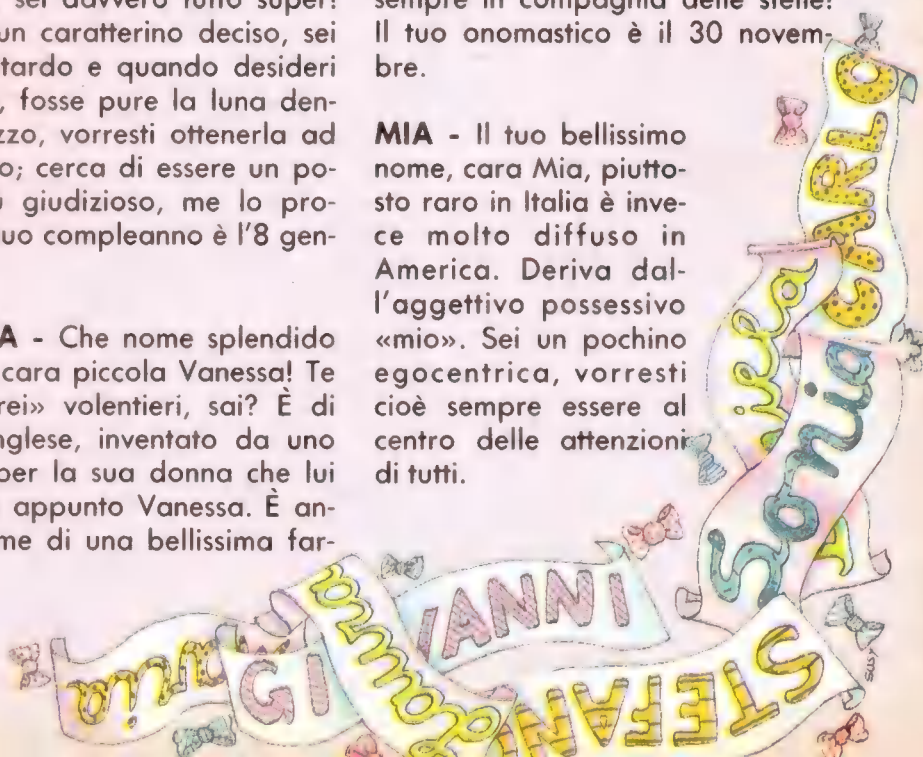 sei davvero tutto super!
un caratterino deciso, sei
tardo e quando desideri
, fosse pure la luna den-
zzo, vorresti ottenerla ad
o; cerca di essere un po-
giudizioso, me lo pro-
uo compleanno è l'8 gen-
A - Che nome splendido
cara piccola Vanessa! Te
rei» volentieri, sai? È di
nglese, inventato da uno
per la sua donna che lui
appunto Vanessa. È an-
me di una bellissima far-
sempre in compagnia delle stelle!
Il tuo onomastico è il 30 novem-
bre.
MIA - Il tuo bellissimo
nome, cara Mia, piutto-
sto raro in Italia è inve-
ce molto diffuso in
America. Deriva dal-
l'aggettivo possessivo
«mio». Sei un pochino
egocentrica, vorresti
cioè sempre essere al
centro delle attenzioni
di tutti.
CARLO
Sonia
GI
VANNI
STEFAN
Susy